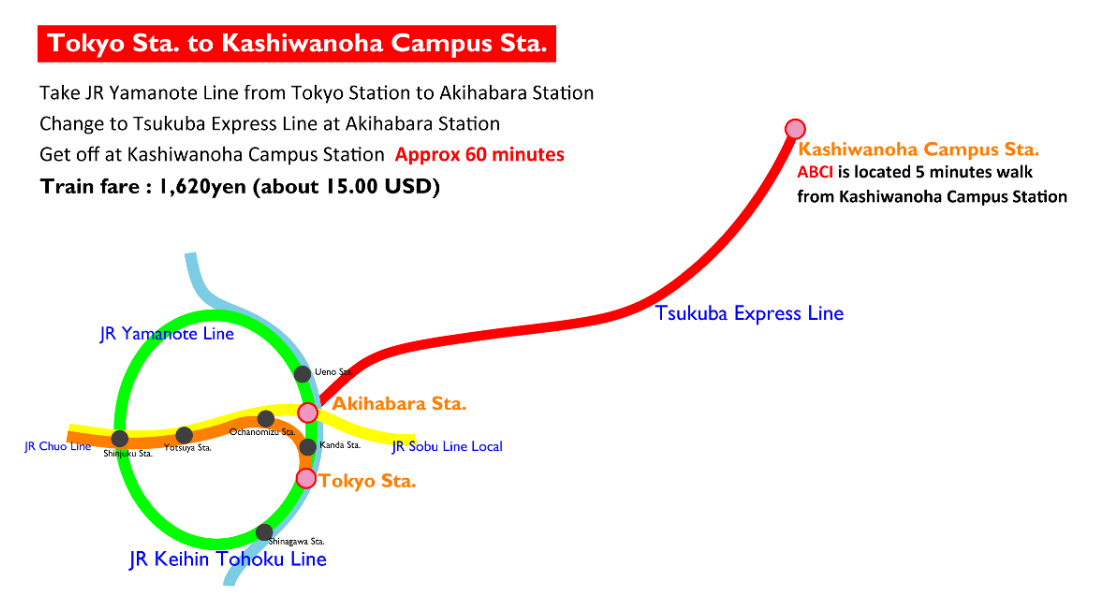 Tokyo Sta. to Kashiwanoha Campus Sta.
Take JR Yamanote Line from Tokyo Station to Akihabara Station
Change to Tsukuba Express Line at Akihabara Station
Get off at Kashiwanoha Campus Station Approx 60 minutes
Train fare : 1,620yen (about 15.00 USD)
Kashiwanoha Campus Sta.
ABCI is located 5 minutes walk
from Kashiwanoha Campus Station
Tsukuba Express Line
JR Yamanote Line
Ueno Sta.
Akihabara Sta.
Ochanomizu Sta.
JR Chuo Line
Shinjuku Sta.
Yotsuya Sta.
Kanda Sta.
JR Sobu Line Local
Tokyo Sta.
Shinagawa Sta.
JR Keihin Tohoku Line